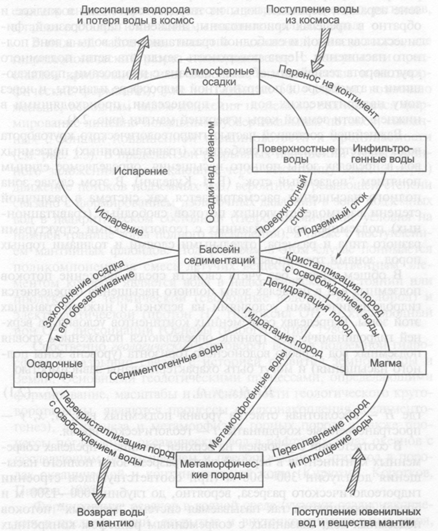 Диссипация водорода
и потеря воды в космос
Поступление воды
из космоса
Атмосферные
осадки
Перенос на континент
Испарение
Испарение
Осадки над океаном
Поверхностные
воды
Инфильтро-
генные воды
Поверхностный
сток
Подземный сток
Бассейн
седиментаций
Захоронение осадка
и его обезвоживание
Кристаллизация пород
с освобождением воды
Дегидратация пород
Гидратация пород
Осадочные
породы
Седиментогенные воды
Магма
Метаморфогенные воды
Перекристаллизация пород
с освобождением воды
Метаморфичес-
кие породы
Переплавление пород
и поглощение воды
Возврат воды
в мантию
Поступление ювенильных
вод и вещества мантии